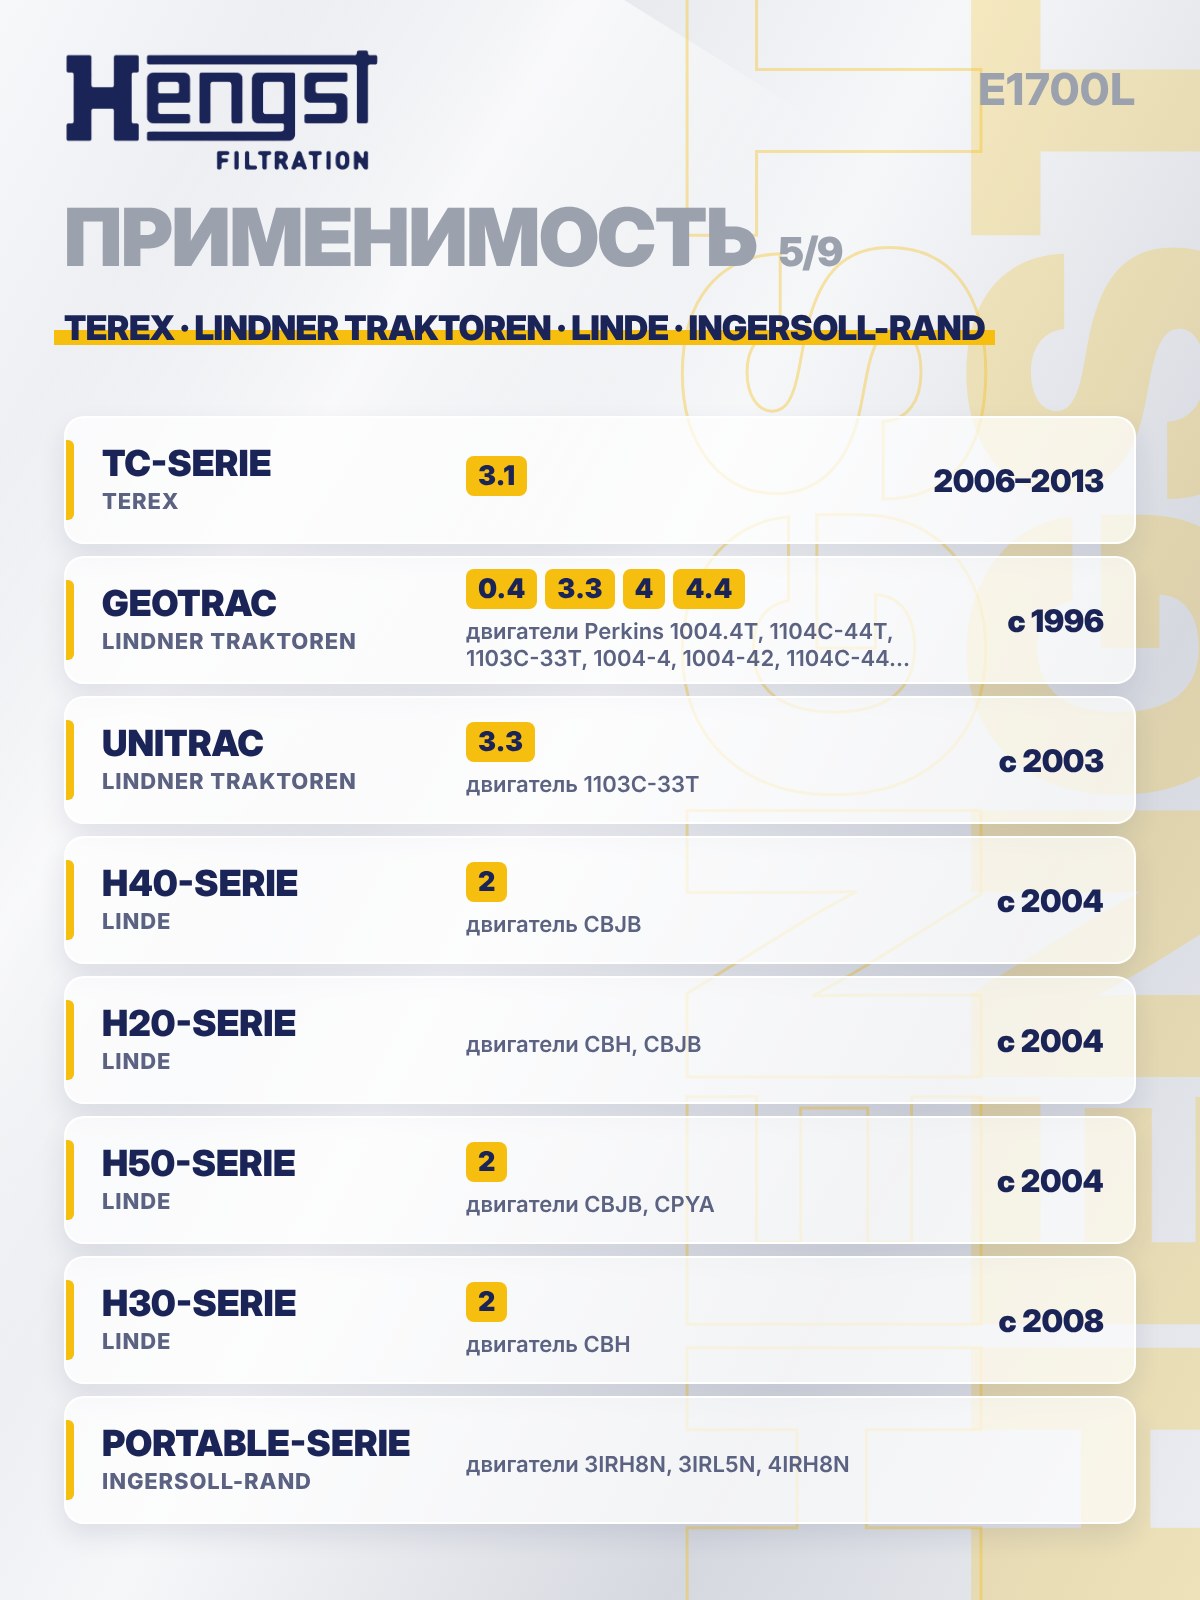 Hengst
FILTRATION
E1700L
ПРИМЕНИМОСТЬ 5/9
TEREX · LINDNER TRAKTOREN · LINDE · INGERSOLL-RAND
TC-SERIE
TEREX
3.1
2006–2013
GEOTRAC
LINDNER TRAKTOREN
0.4 3.3 4 4.4
двигатели Perkins 1004.4T, 1104C-44T,
1103C-33T, 1004-4, 1004-42, 1104C-44...
с 1996
UNITRAC
LINDNER TRAKTOREN
3.3
двигатель 1103C-33T
с 2003
H40-SERIE
LINDE
2
двигатель CBJB
с 2004
H20-SERIE
LINDE
двигатели CBH, CBJB
с 2004
H50-SERIE
LINDE
2
двигатели CBJB, CPYA
с 2004
H30-SERIE
LINDE
2
двигатель CBH
с 2008
PORTABLE-SERIE
INGERSOLL-RAND
двигатели 3IRH8N, 3IRL5N, 4IRH8N
HENGST
HENGST